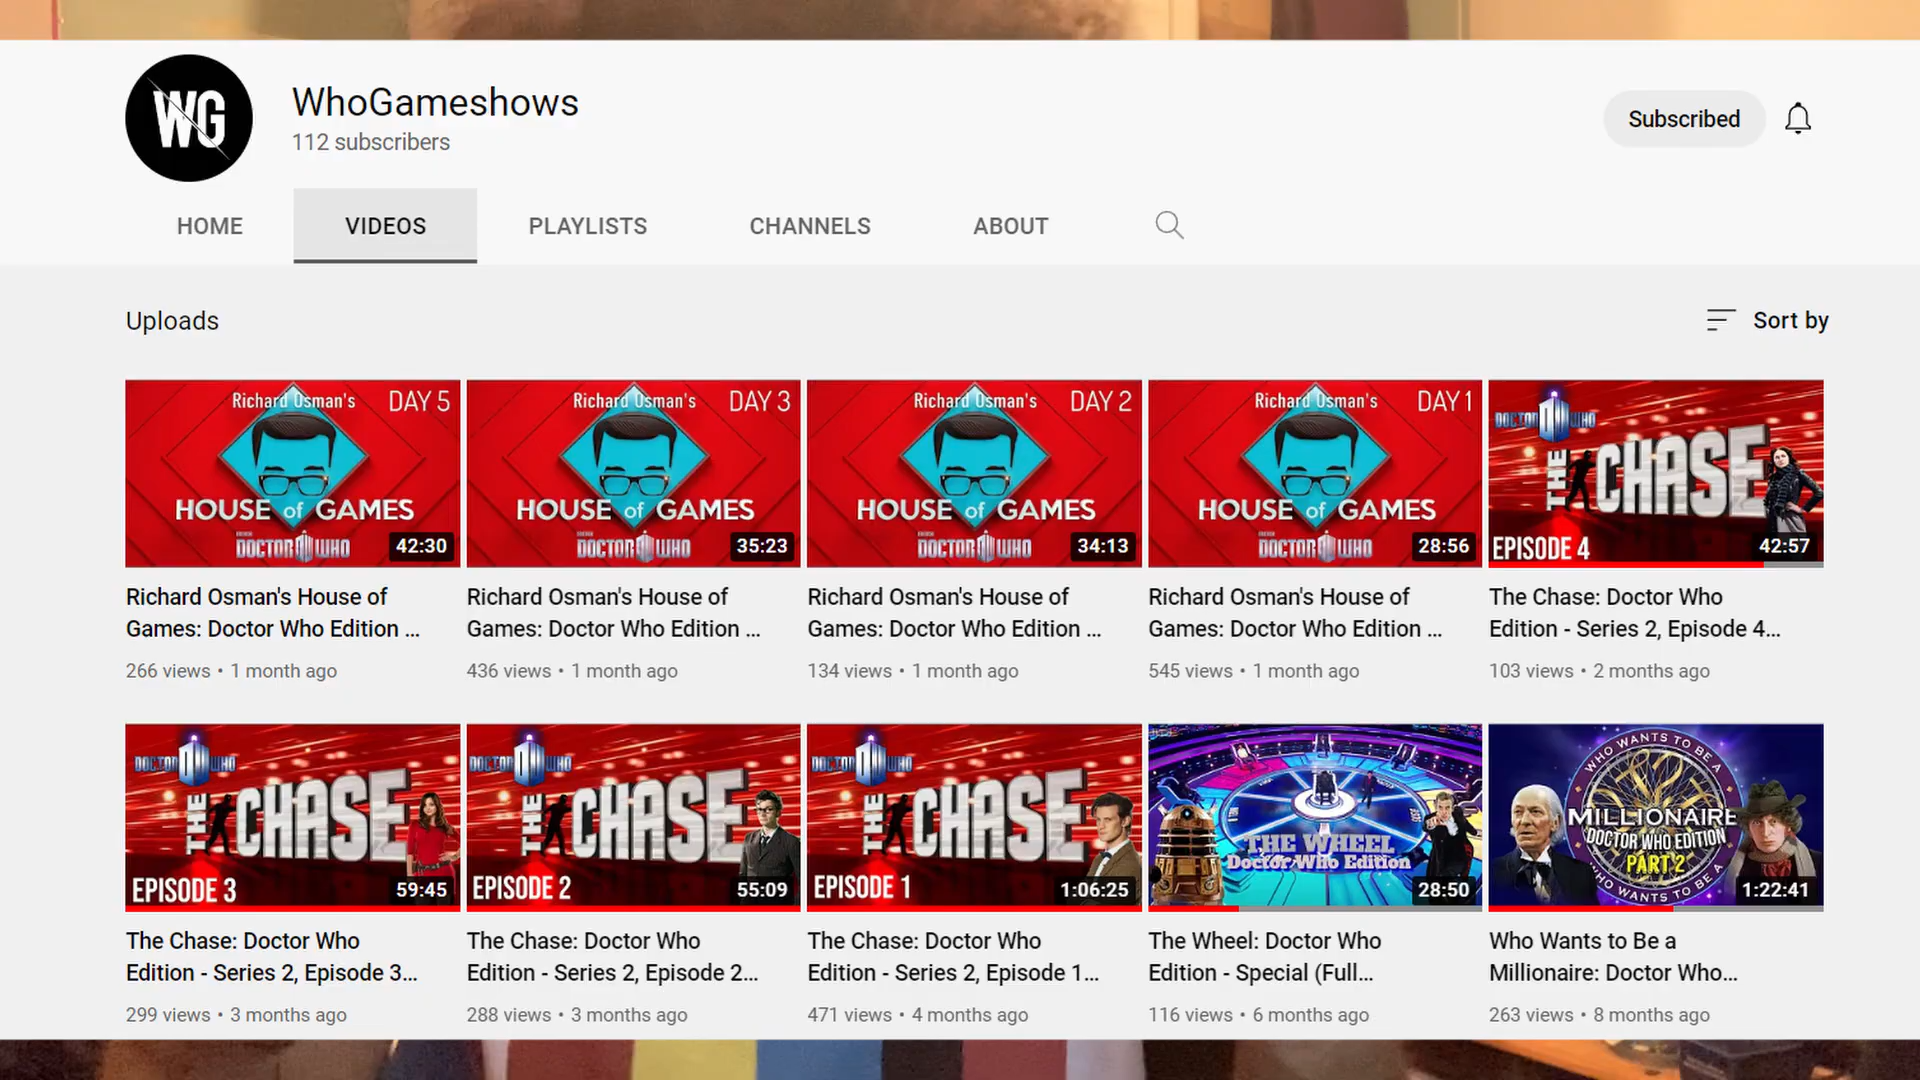 WG
WhoGameshows
112 subscribers
Subscribed
HOME
VIDEOS
PLAYLISTS
CHANNELS
ABOUT
Uploads
Sort by
Richard Osman's
DAY 5
HOUSE of GAMES
DOCTOR WHO
42:30
Richard Osman's
DAY 3
HOUSE of GAMES
DOCTOR WHO
35:23
Richard Osman's
DAY 2
HOUSE of GAMES
DOCTOR WHO
34:13
Richard Osman's
DAY 1
HOUSE of GAMES
DOCTOR WHO
28:56
DOCTOR WHO
THE CHASE
EPISODE 4
42:57
Richard Osman's House of
Games: Doctor Who Edition ...
266 views • 1 month ago
Richard Osman's House of
Games: Doctor Who Edition ...
436 views • 1 month ago
Richard Osman's House of
Games: Doctor Who Edition ...
134 views • 1 month ago
Richard Osman's House of
Games: Doctor Who Edition ...
545 views • 1 month ago
The Chase: Doctor Who
Edition - Series 2, Episode 4...
103 views • 2 months ago
DOCTOR WHO
THE CHASE
EPISODE 3
59:45
DOCTOR WHO
THE CHASE
EPISODE 2
55:09
DOCTOR WHO
THE CHASE
EPISODE 1
1:06:25
THE WHEEL
Doctor Who Edition
28:50
WHO WANTS TO BE A
MILLIONAIRE
DOCTOR WHO EDITION
PART 2
WHO WANTS TO BE A
1:22:41
The Chase: Doctor Who
Edition - Series 2, Episode 3...
299 views • 3 months ago
The Chase: Doctor Who
Edition - Series 2, Episode 2...
288 views • 3 months ago
The Chase: Doctor Who
Edition - Series 2, Episode 1...
471 views • 4 months ago
The Wheel: Doctor Who
Edition - Special (Full...
116 views • 6 months ago
Who Wants to Be a
Millionaire: Doctor Who...
263 views • 8 months ago